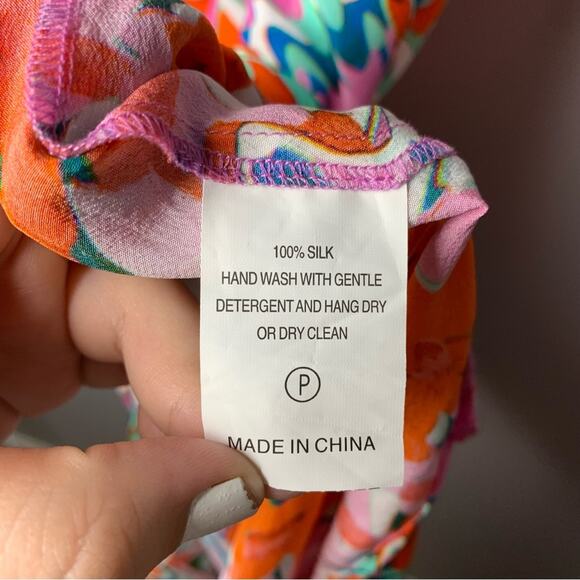 100% SILK
HAND WASH WITH GENTLE
DETERGENT AND HANG DRY
OR DRY CLEAN
P
MADE IN CHINA